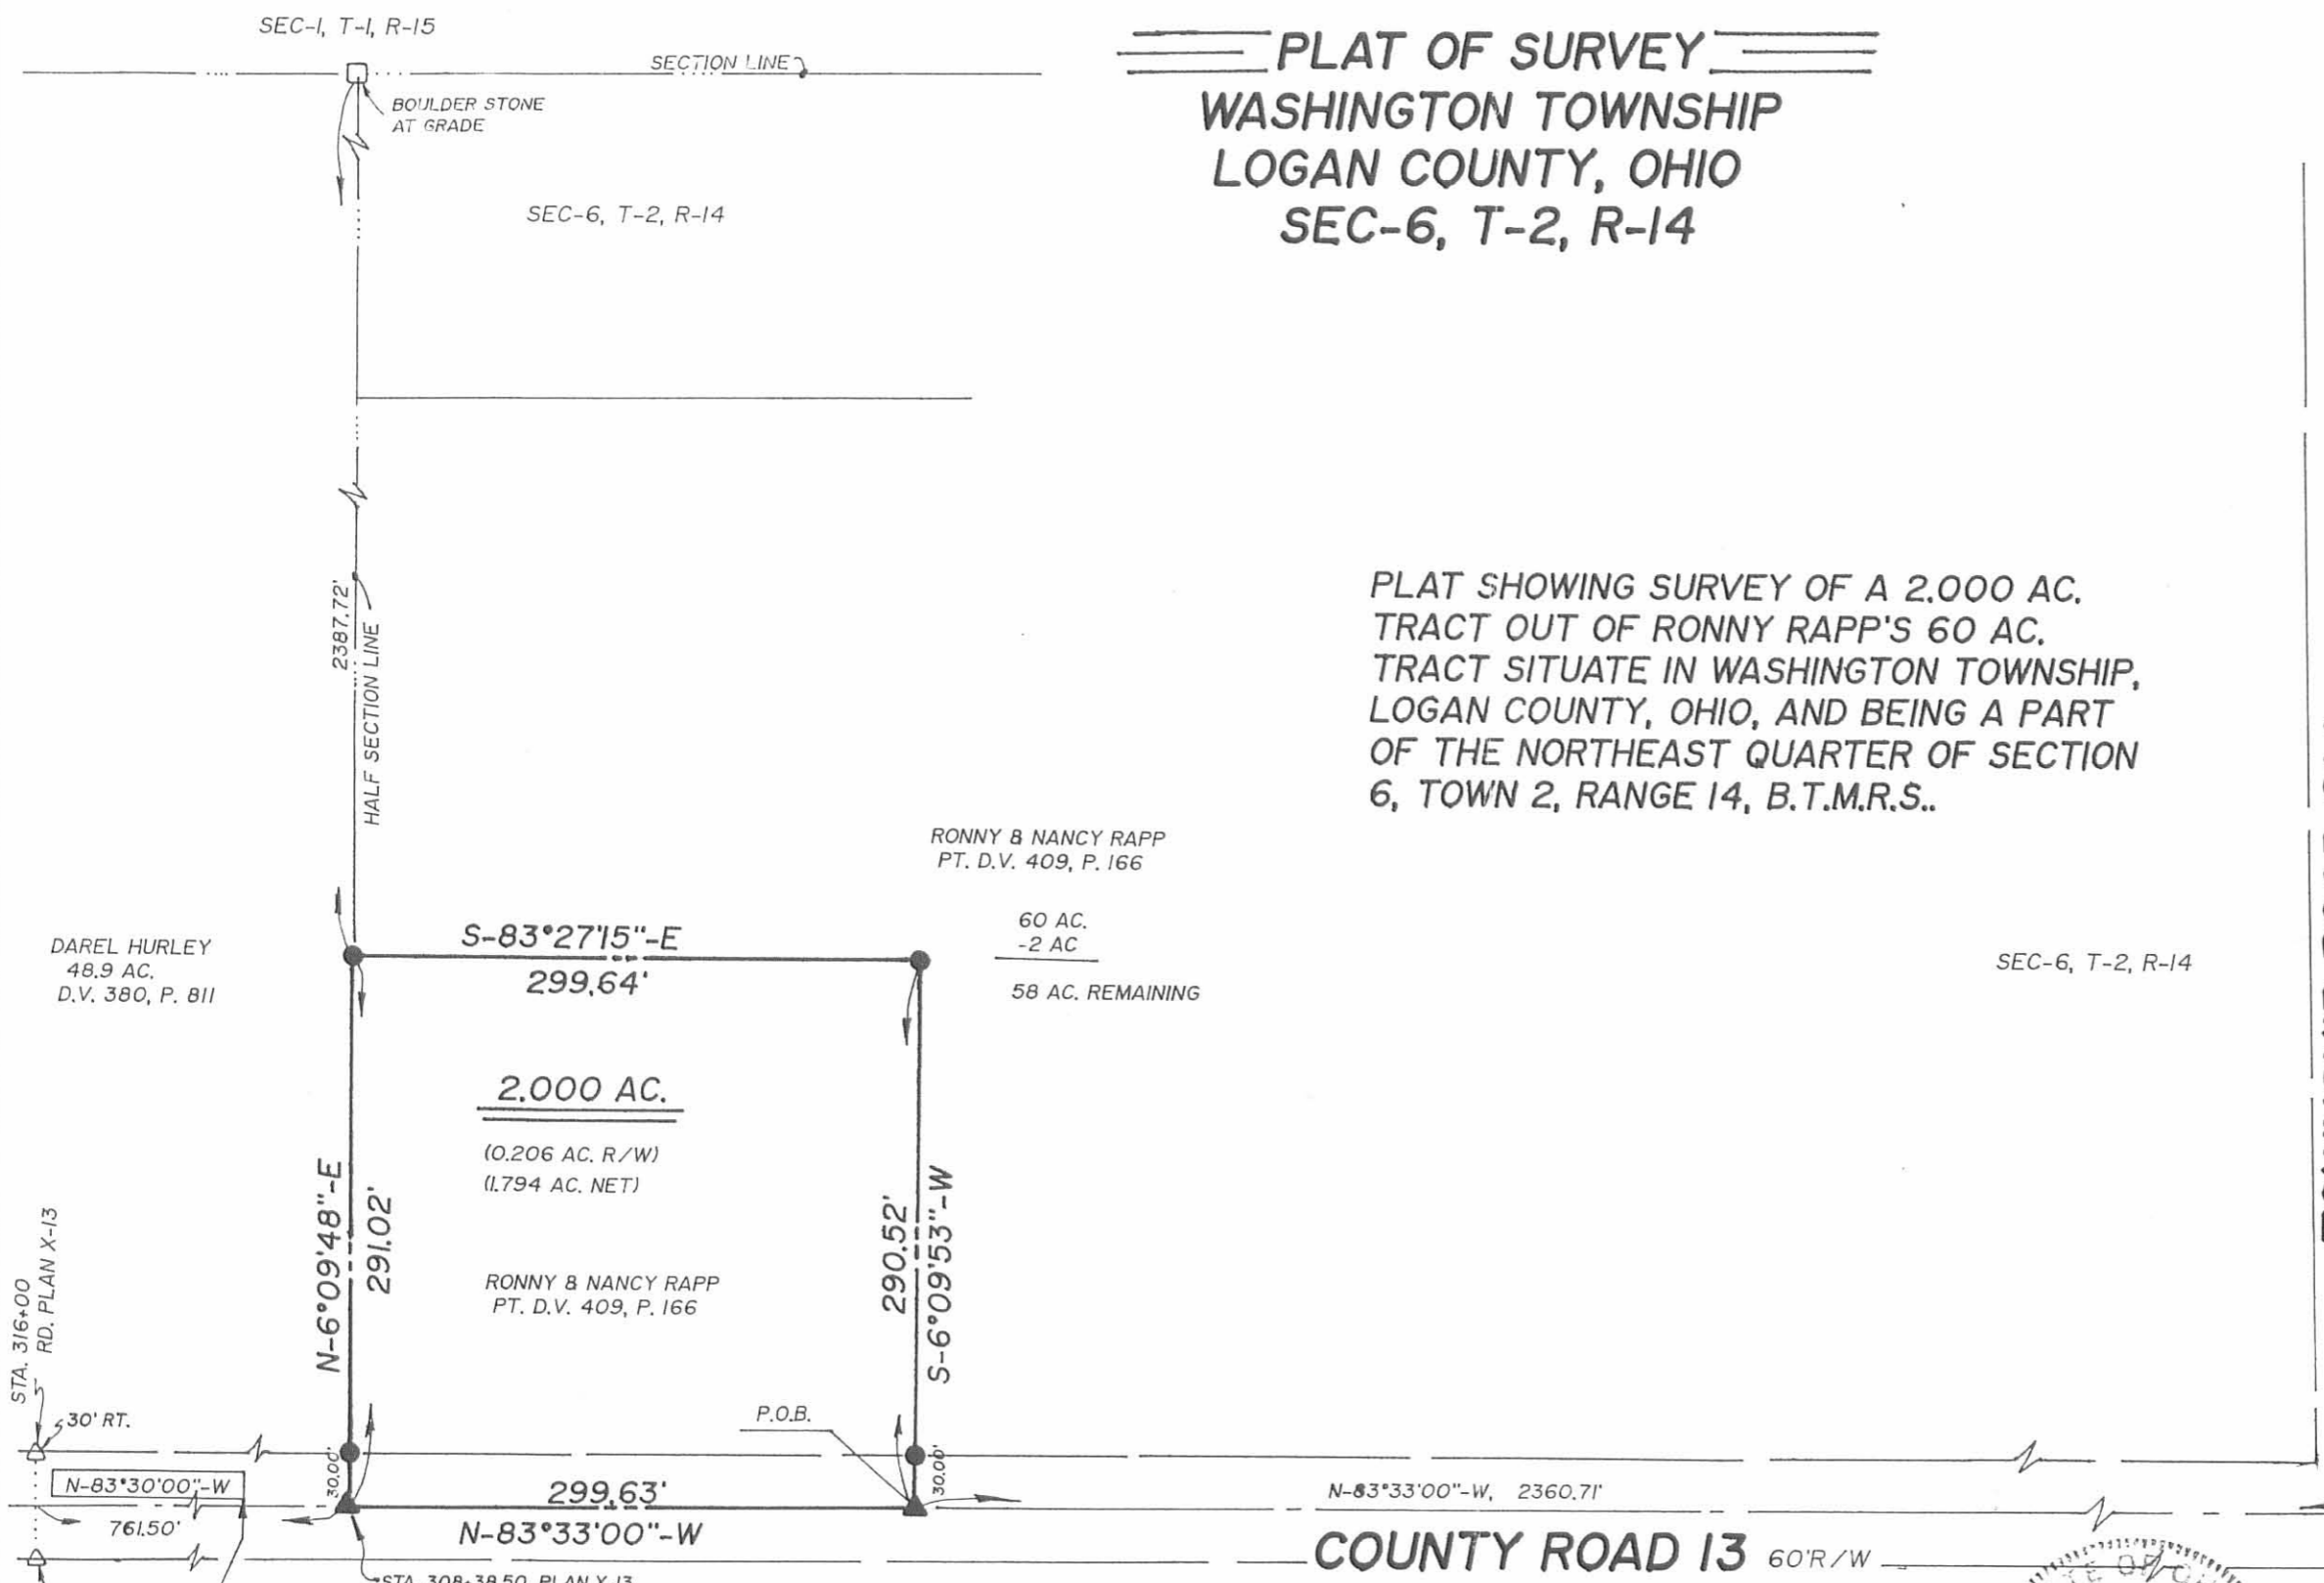 SEC-1, T-1, R-15
SECTION LINE
BOULDER STONE
AT GRADE
SEC-6, T-2, R-14
PLAT OF SURVEY
WASHINGTON TOWNSHIP
LOGAN COUNTY, OHIO
SEC-6, T-2, R-14
2387.72'
HALF SECTION LINE
PLAT SHOWING SURVEY OF A 2.000 AC.
TRACT OUT OF RONNY RAPP'S 60 AC.
TRACT SITUATE IN WASHINGTON TOWNSHIP,
LOGAN COUNTY, OHIO, AND BEING A PART
OF THE NORTHEAST QUARTER OF SECTION
6, TOWN 2, RANGE 14, B.T.M.R.S..
RONNY & NANCY RAPP
PT. D.V. 409, P. 166
60 AC.
-2 AC
58 AC. REMAINING
DAREL HURLEY
48.9 AC.
D.V. 380, P. 811
S-83°27'15"-E
299.64'
SEC-6, T-2, R-14
2.000 AC.
(0.206 AC. R/W)
(1.794 AC. NET)
N-6°09'48"-E
291.02'
290.52'
S-6°09'53"-W
RONNY & NANCY RAPP
PT. D.V. 409, P. 166
STA. 316+00
RD. PLAN X-13
30' RT.
P.O.B.
30.00'
30.00'
N-83°30'00"-W
761.50'
299.63'
N-83°33'00"-W
N-83°33'00"-W, 2360.71'
COUNTY ROAD 13 60'R/W
STA. 308+38.50, PLAN X-13